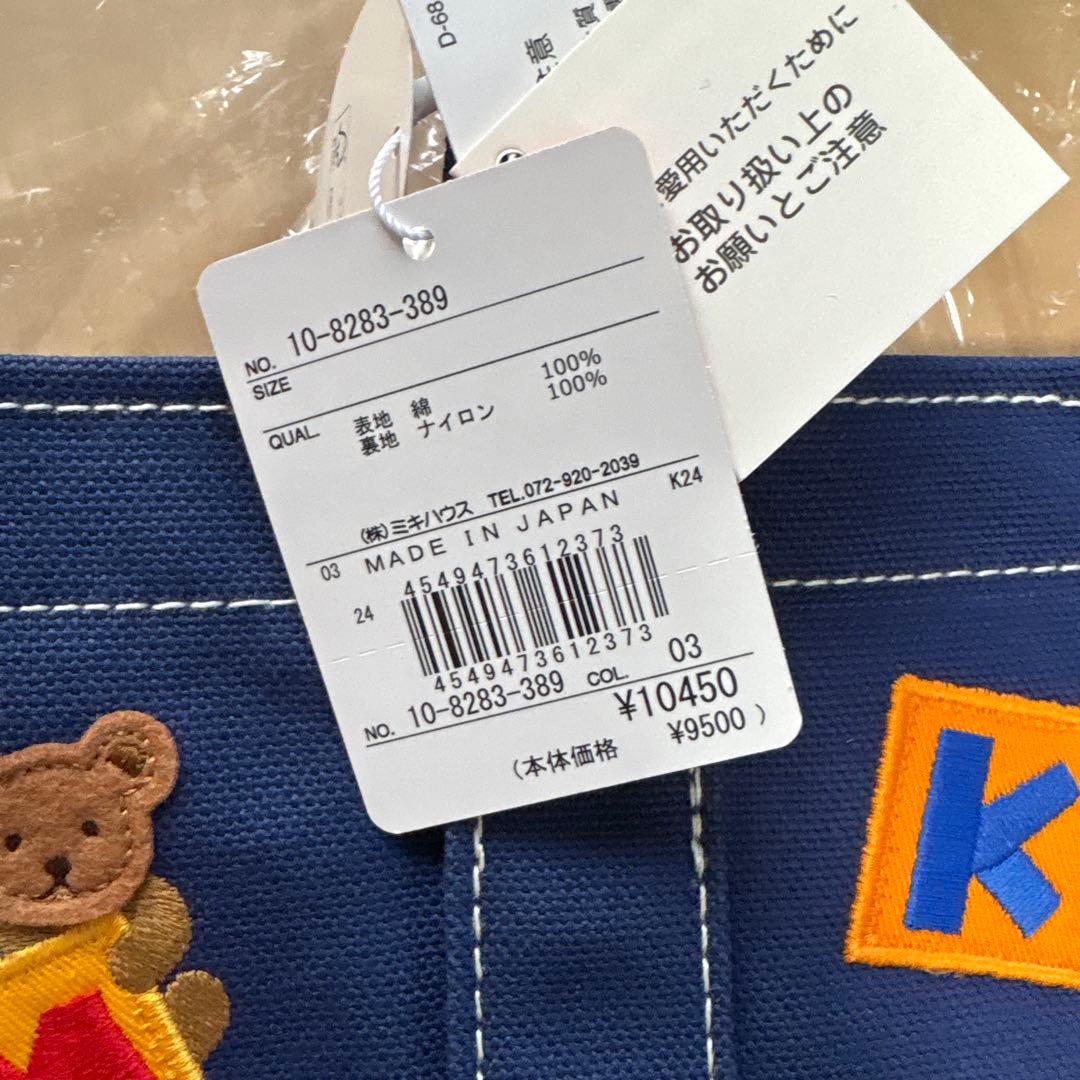 D-68
注意
愛用いただくために
お取り扱い上の
お願いとご注意
NO. 10-8283-389
SIZE
QUAL. 表地 綿 100%
裏地 ナイロン 100%
(株)ミキハウス TEL.072-920-2039
03 MADE IN JAPAN K24
4549473612373
24
4549473612373
NO. 10-8283-389 COL. 03
¥10450
(本体価格 ¥9500 )
K